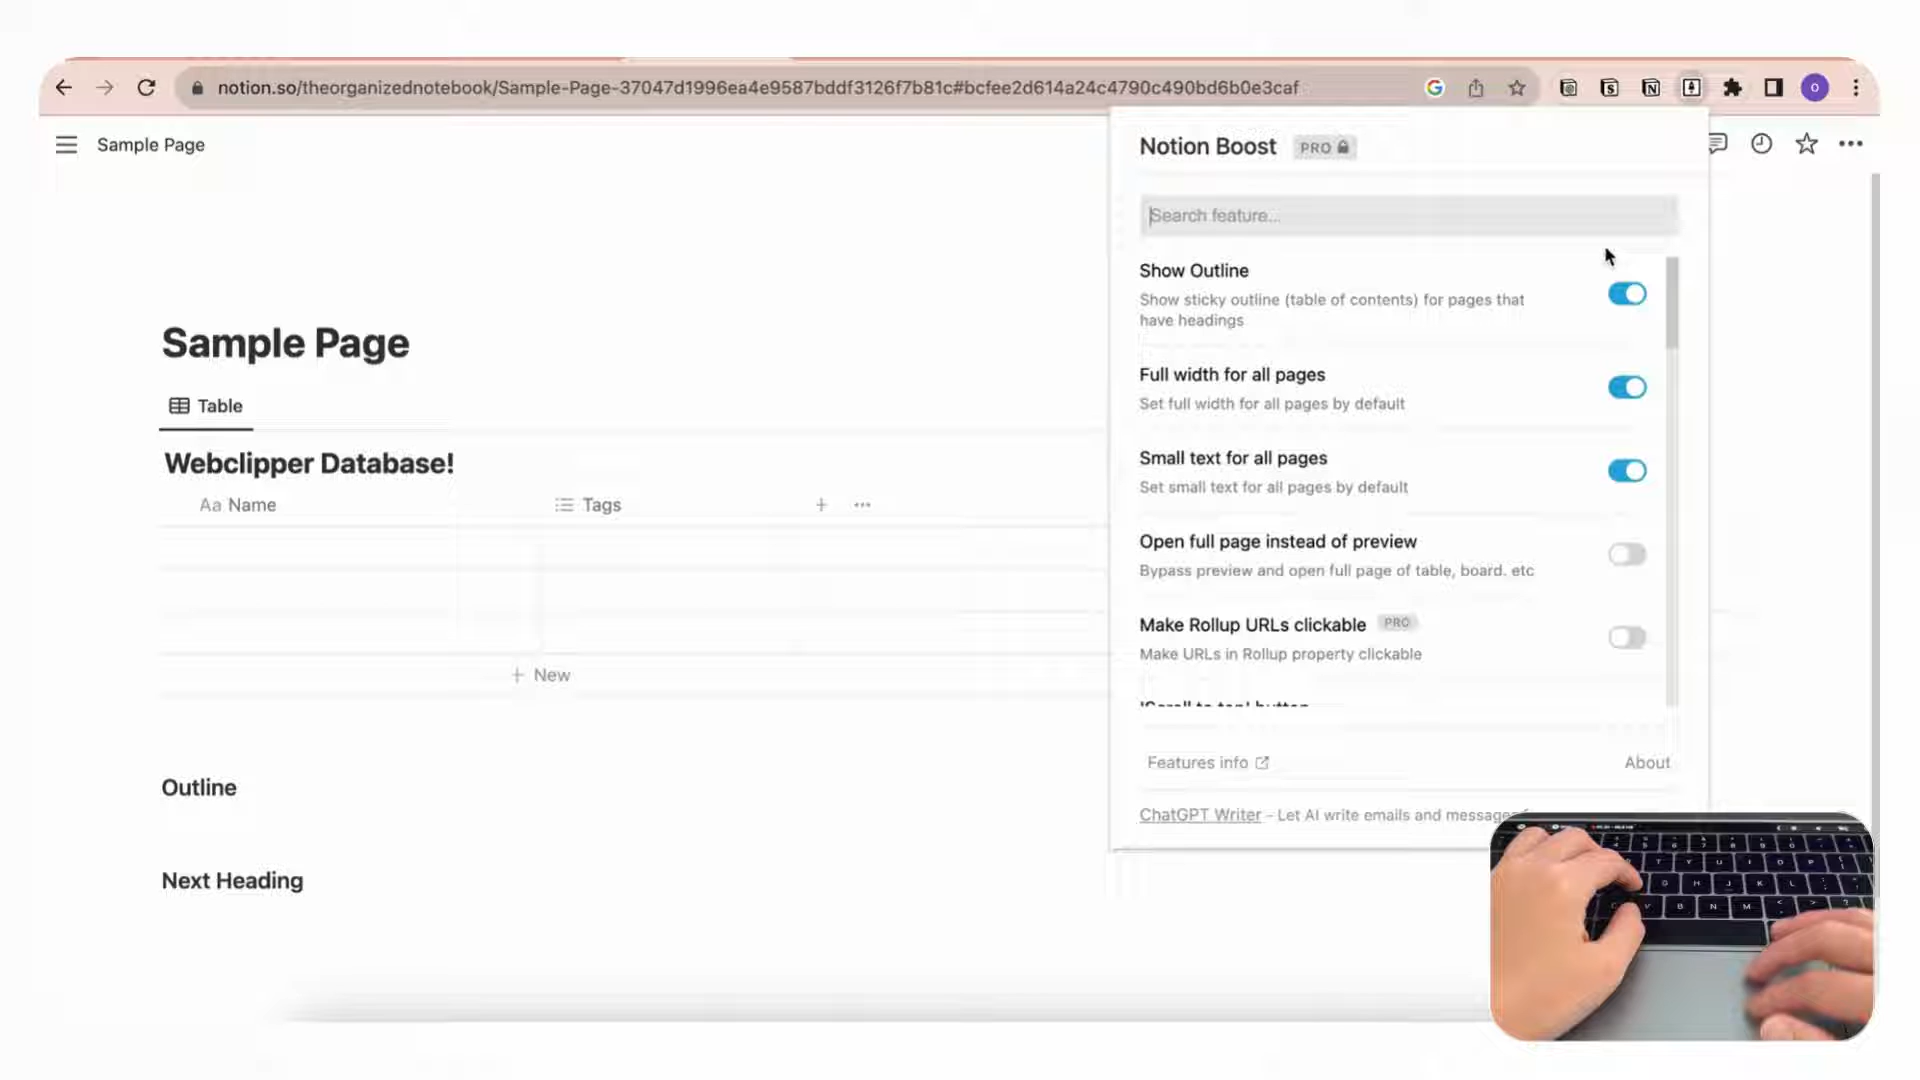 notion.so/theorganizednotebook/Sample-Page-37047d1996ea4e9587bddf3126f7b81c#bcfee2d614a24c4790c490bd6b0e3caf
Sample Page
Notion Boost PRO
Search feature...
Show Outline
Show sticky outline (table of contents) for pages that
have headings
Full width for all pages
Set full width for all pages by default
Small text for all pages
Set small text for all pages by default
Open full page instead of preview
Bypass preview and open full page of table, board. etc
Make Rollup URLs clickable PRO
Make URLs in Rollup property clickable
'Scroll to top' button
Features info About
ChatGPT Writer - Let AI write emails and messages
Sample Page
Table
Webclipper Database!
Aa Name Tags + ...
+ New
Outline
Next Heading